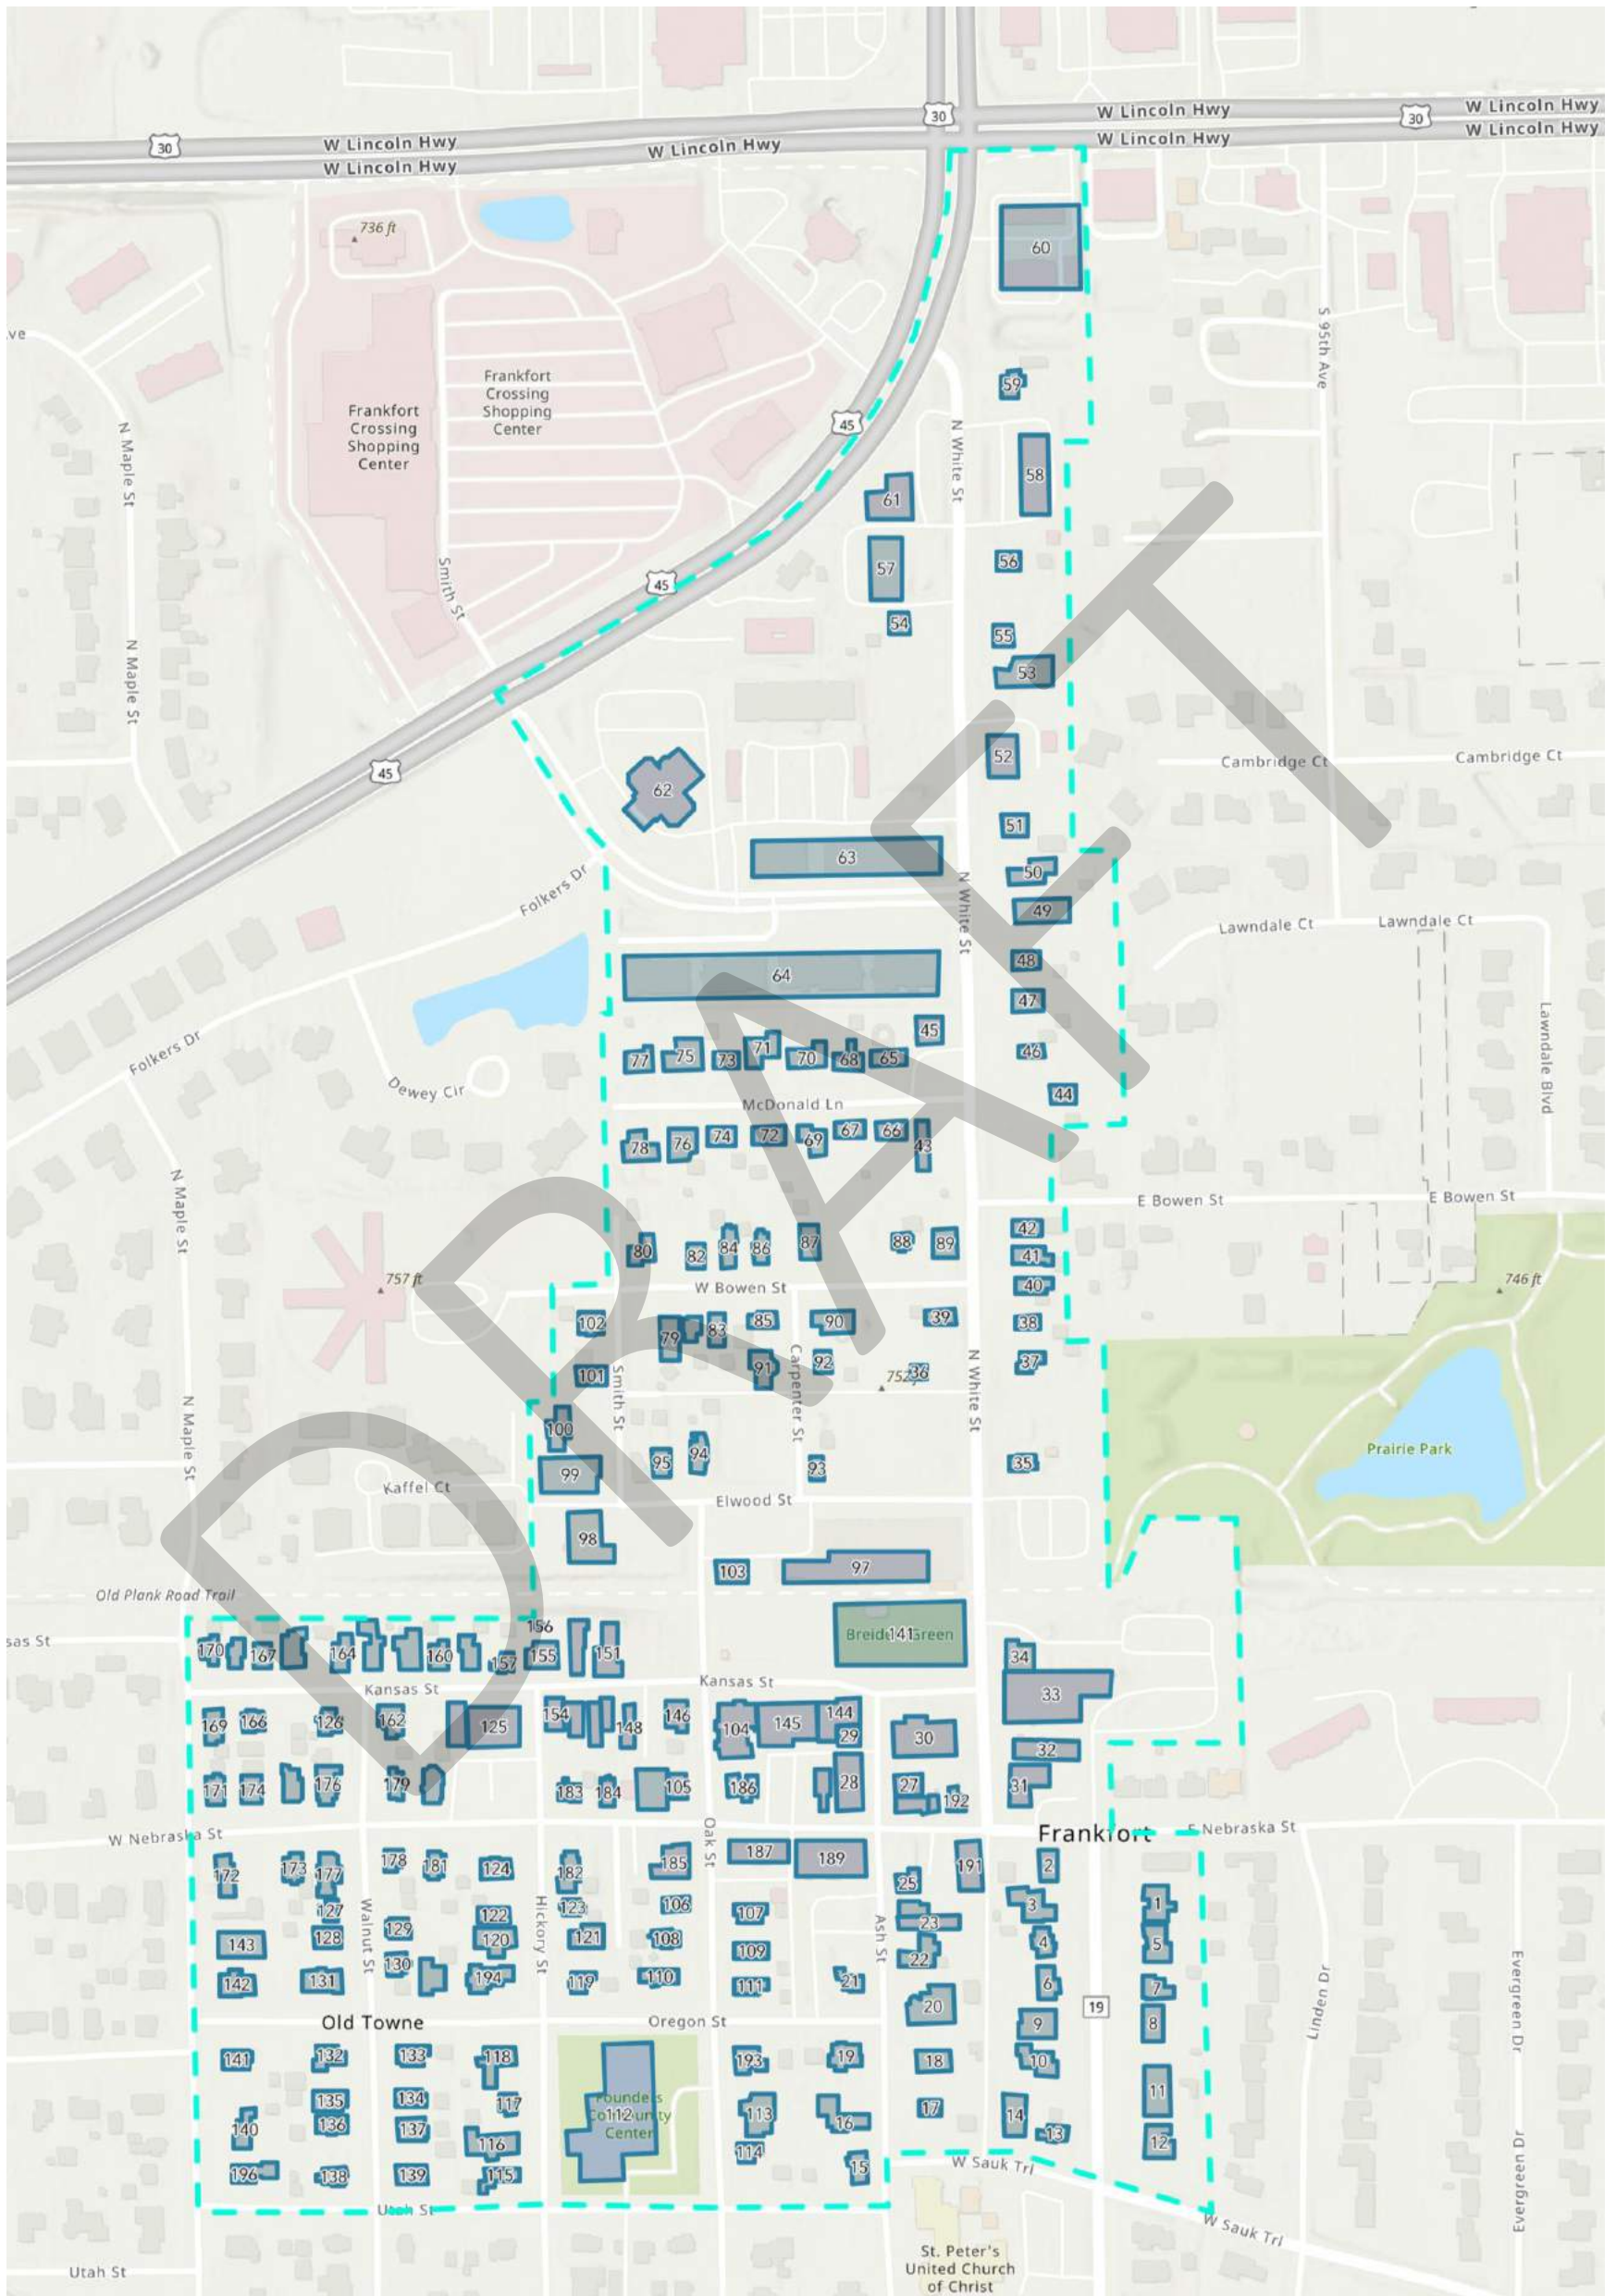 30
W Lincoln Hwy
W Lincoln Hwy
W Lincoln Hwy
30
W Lincoln Hwy
W Lincoln Hwy
30
W Lincoln Hwy
W Lincoln Hwy
736 ft
60
ve
S 95th Ave
Frankfort
Crossing
Shopping
Center
Frankfort
Crossing
Shopping
Center
59
45
N Maple St
N White St
58
61
57
56
Smith St
45
54
55
53
N Maple St
52
Cambridge Ct
Cambridge Ct
45
62
51
63
50
Folkers Dr
49
N White St
Lawndale Ct
Lawndale Ct
48
64
47
45
46
77
75
73
71
70
68
65
Folkers Dr
Dewey Cir
Lawndale Blvd
44
McDonald Ln
78
76
74
72
69
67
66
43
N Maple St
E Bowen St
E Bowen St
42
80
82
84
86
87
88
89
41
40
757 ft
W Bowen St
746 ft
102
79
83
85
90
39
38
101
91
92
752
36
37
Smith St
Carpenter St
N White St
N Maple St
100
95
94
93
35
99
Prairie Park
Kaffel Ct
Elwood St
98
103
97
Old Plank Road Trail
sas St
170
167
164
160
157
156
155
151
Breid
141
Green
34
Kansas St
Kansas St
33
169
166
126
162
125
154
148
146
104
145
144
29
30
32
171
174
176
179
183
184
105
186
28
27
192
31
W Nebraska St
Frankfort
E Nebraska St
Oak St
172
173
177
178
181
124
182
185
187
189
191
2
25
127
122
123
106
107
23
3
1
Walnut St
Hickory St
Ash St
143
128
129
120
121
108
109
22
4
5
142
131
130
194
119
110
111
21
6
7
19
20
9
8
Linden Dr
Evergreen Dr
Old Towne
Oregon St
141
132
133
118
193
19
18
10
135
134
117
Founders
Community
Center
112
113
16
17
14
11
140
136
137
116
114
13
12
196
138
139
115
15
W Sauk Trl
Utah St
W Sauk Trl
Evergreen Dr
Utah St
St. Peter's
United Church
of Christ
DRAFT